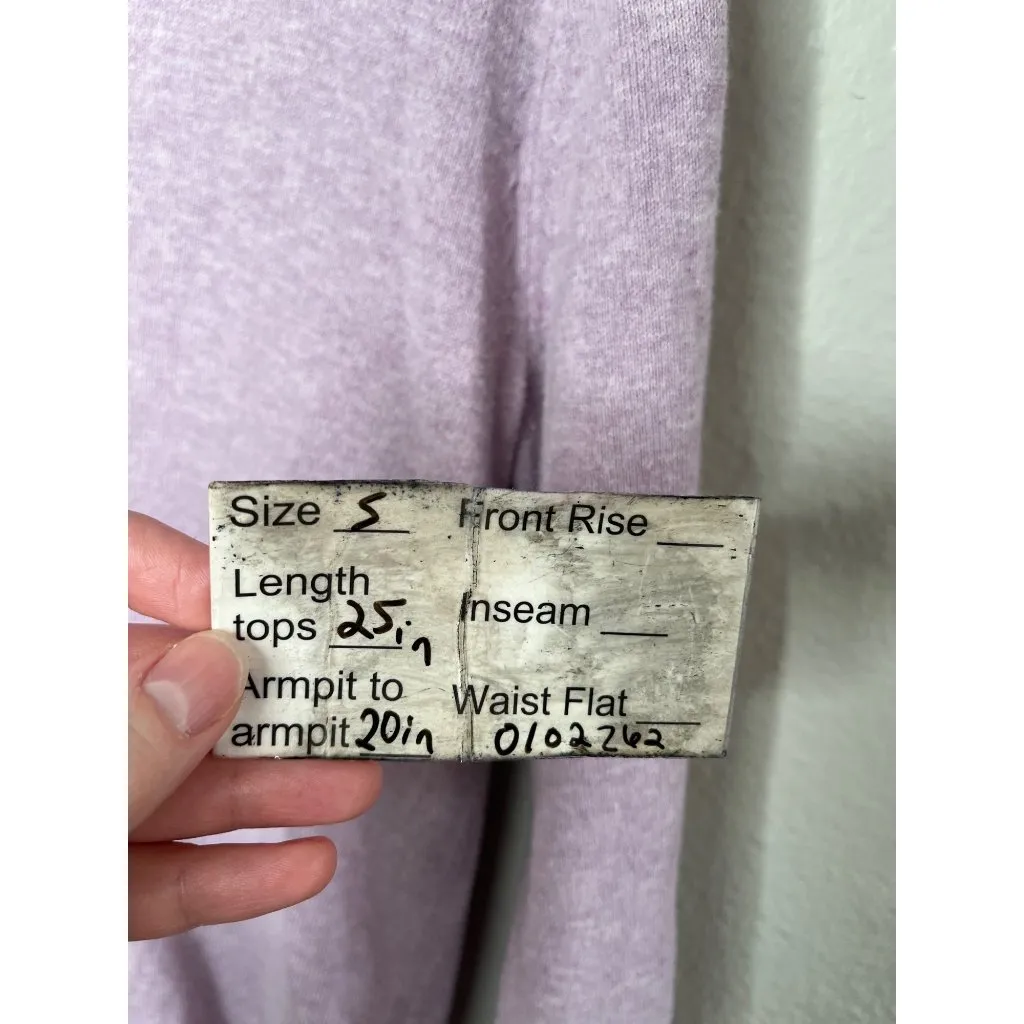 Size S
Length
tops 25in
Armpit to
armpit 20in
Front Rise
Inseam
Waist Flat
0102262